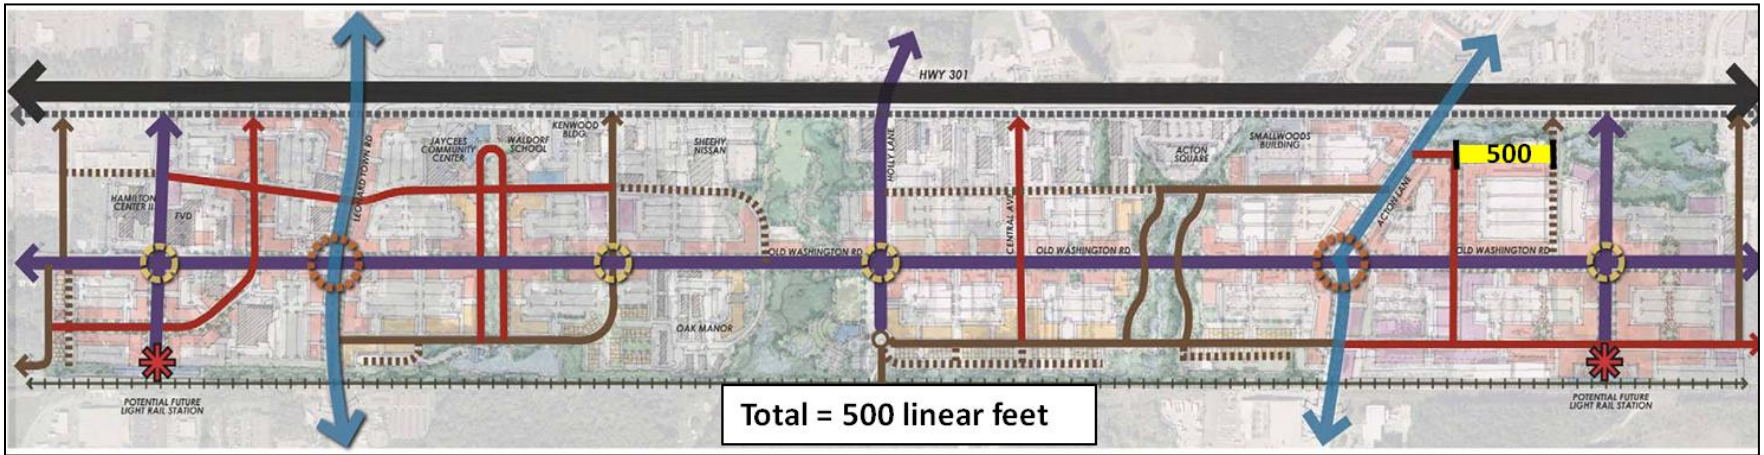 HWY 301
LEONARDTOWN RD
JAYCEES
COMMUNITY
CENTER
WALDORF
SCHOOL
KENWOOD
BLDG.
SHEEHY
NISSAN
HOLLY LANE
CENTRAL AVE
ACTON
SQUARE
SMALLWOODS
BUILDING
ACTON LANE
500
HAMILTON
CENTER II
FVD
OLD WASHINGTON RD
OLD WASHINGTON RD
OLD WASHINGTON RD
OAK MANOR
POTENTIAL FUTURE
LIGHT RAIL STATION
Total = 500 linear feet
POTENTIAL FUTURE
LIGHT RAIL STATION